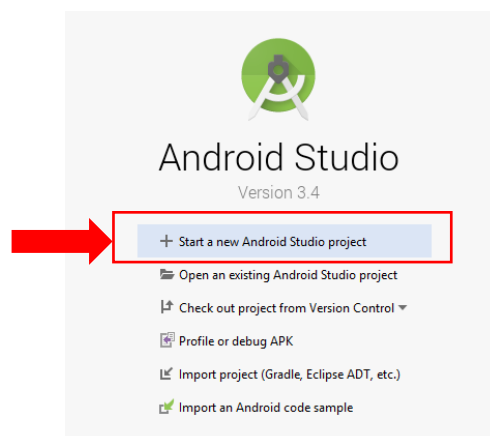 Android Studio
Version 3.4
Start a new Android Studio project
Open an existing Android Studio project
Check out project from Version Control
Profile or debug APK
Import project (Gradle, Eclipse ADT, etc.)
Import an Android code sample